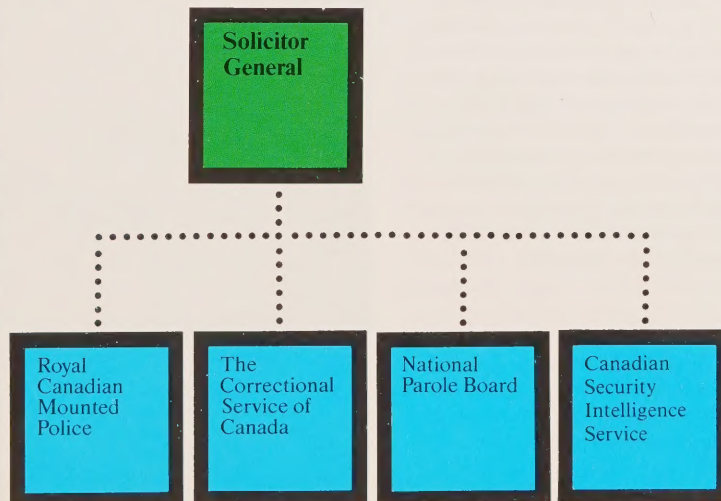 Solicitor
General
Royal
Canadian
Mounted
Police
The
Correctional
Service of
Canada
National
Parole Board
Canadian
Security
Intelligence
Service